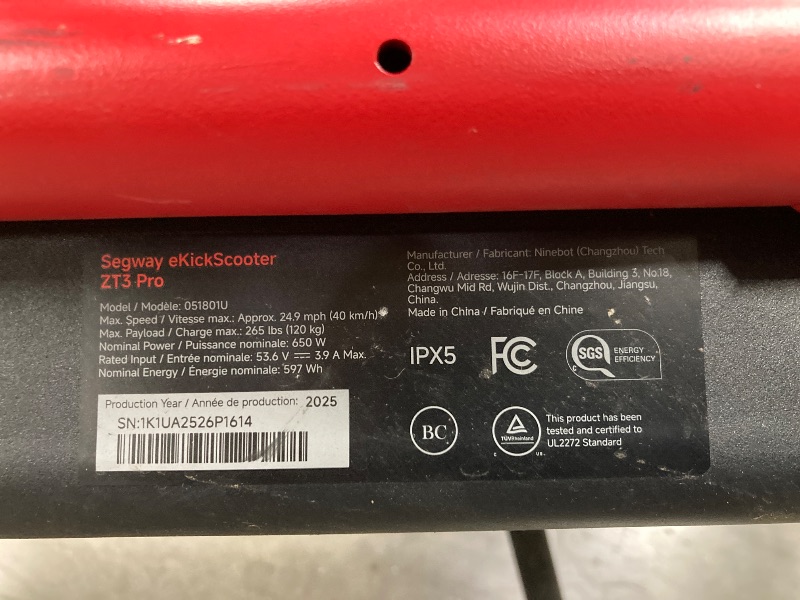 Segway eKickScooter
ZT3 Pro
Model / Modèle: 051801U
Max. Speed / Vitesse max.: Approx. 24.9 mph (40 km/h)
Max. Payload / Charge max.: 265 lbs (120 kg)
Nominal Power / Puissance nominale: 650 W
Rated Input / Entrée nominale: 53.6 V ⎓ 3.9 A Max.
Nominal Energy / Énergie nominale: 597 Wh
Production Year / Année de production: 2025
SN:1K1UA2526P1614
Manufacturer / Fabricant: Ninebot (Changzhou) Tech
Co., Ltd.
Address / Adresse: 16F-17F, Block A, Building 3, No.18,
Changwu Mid Rd, Wujin Dist., Changzhou, Jiangsu,
China.
Made in China / Fabriqué en Chine
IPX5
FC
SGS
ENERGY
EFFICIENCY
C
BC
TÜVRheinland
C US
This product has been
tested and certified to
UL2272 Standard